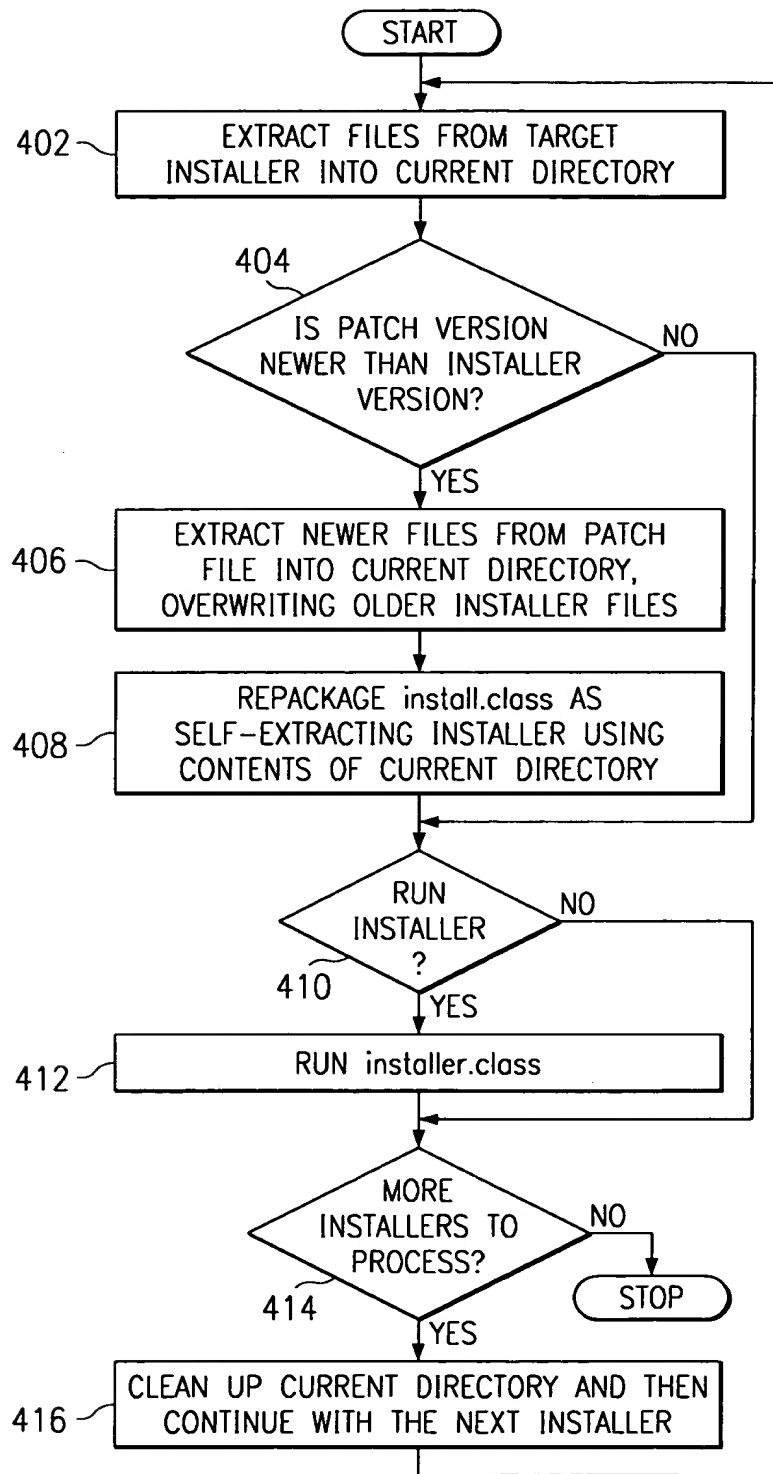 START
402
EXTRACT FILES FROM TARGET
INSTALLER INTO CURRENT DIRECTORY
404
IS PATCH VERSION
NEWER THAN INSTALLER
VERSION?
NO
YES
406
EXTRACT NEWER FILES FROM PATCH
FILE INTO CURRENT DIRECTORY,
OVERWRITING OLDER INSTALLER FILES
408
REPACKAGE install.class AS
SELF-EXTRACTING INSTALLER USING
CONTENTS OF CURRENT DIRECTORY
RUN
INSTALLER
?
NO
410
YES
412
RUN installer.class
MORE
INSTALLERS TO
PROCESS?
NO
414
STOP
YES
416
CLEAN UP CURRENT DIRECTORY AND THEN
CONTINUE WITH THE NEXT INSTALLER